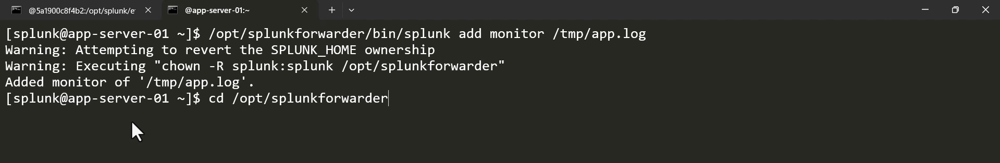 @5a1900c8f4b2:/opt/splunk/e
@app-server-01:~
[splunk@app-server-01 ~]$ /opt/splunkforwarder/bin/splunk add monitor /tmp/app.log
Warning: Attempting to revert the SPLUNK_HOME ownership
Warning: Executing "chown -R splunk:splunk /opt/splunkforwarder"
Added monitor of '/tmp/app.log'.
[splunk@app-server-01 ~]$ cd /opt/splunkforwarder